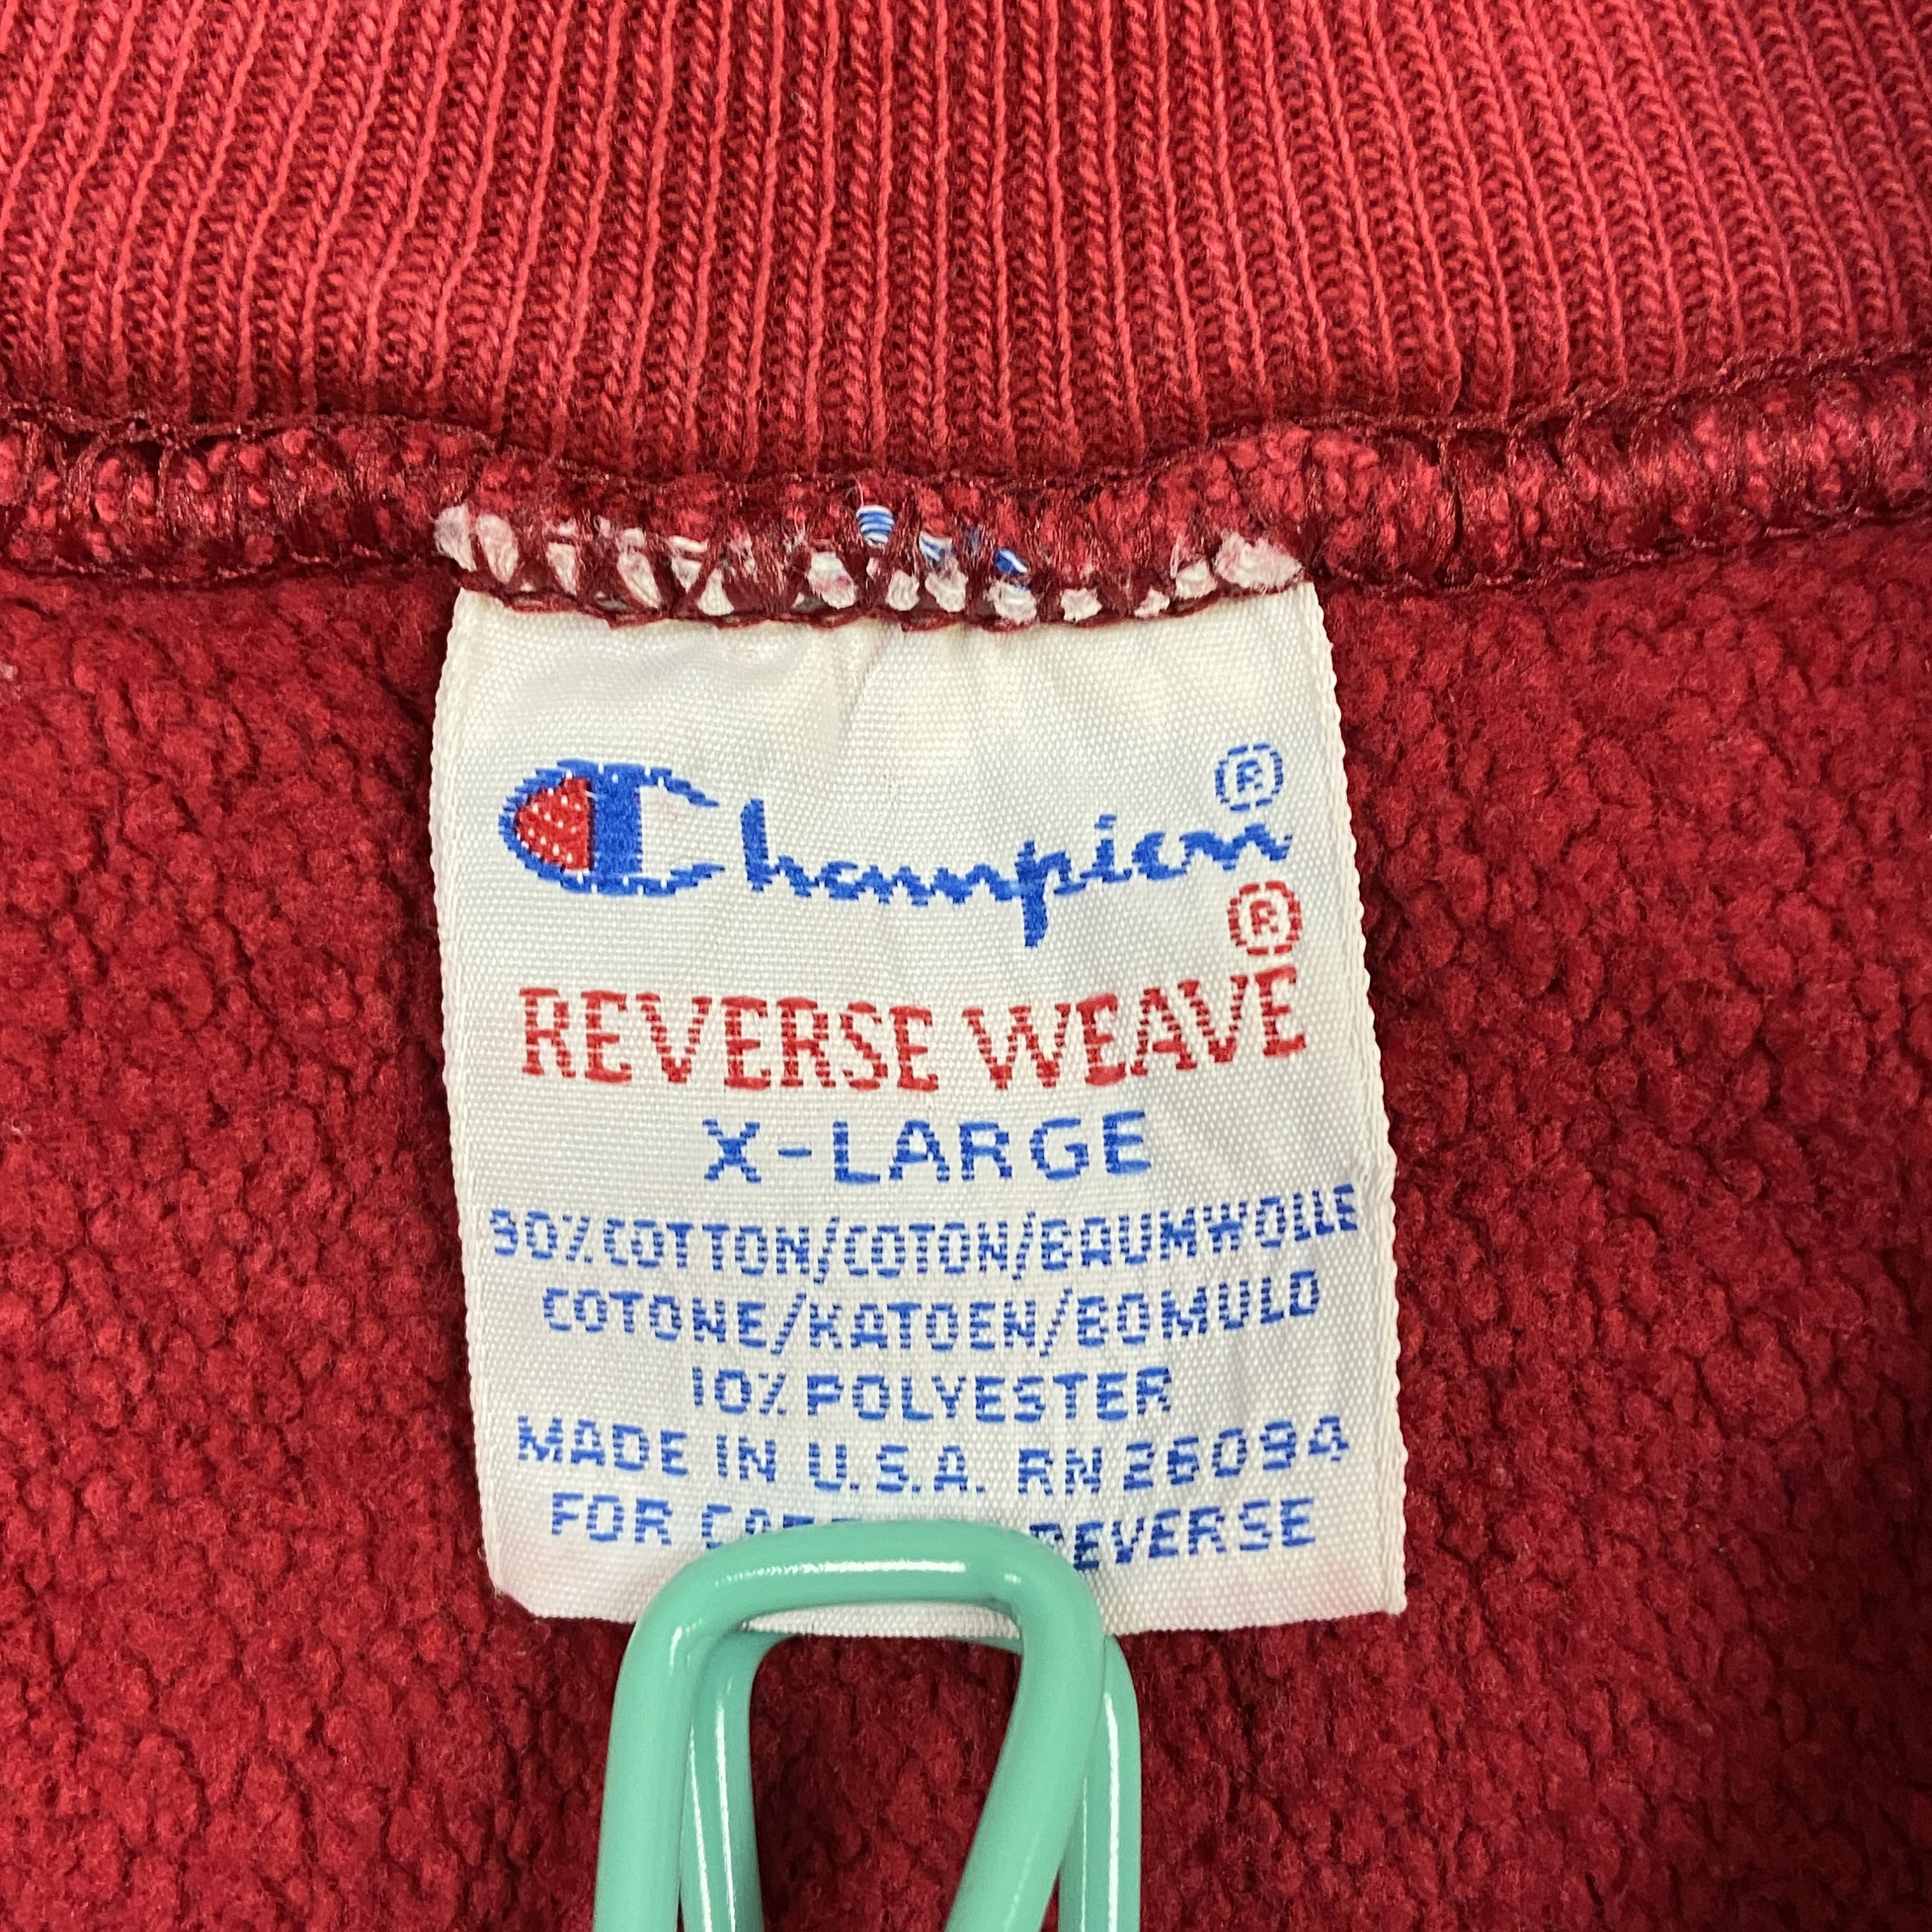 Champion®
REVERSE WEAVE®
X-LARGE
90% COTTON/COTON/BAUMWOLLE
COTONE/KATOEN/BOMULD
10% POLYESTER
MADE IN U.S.A. RN 26094
FOR REVERSE